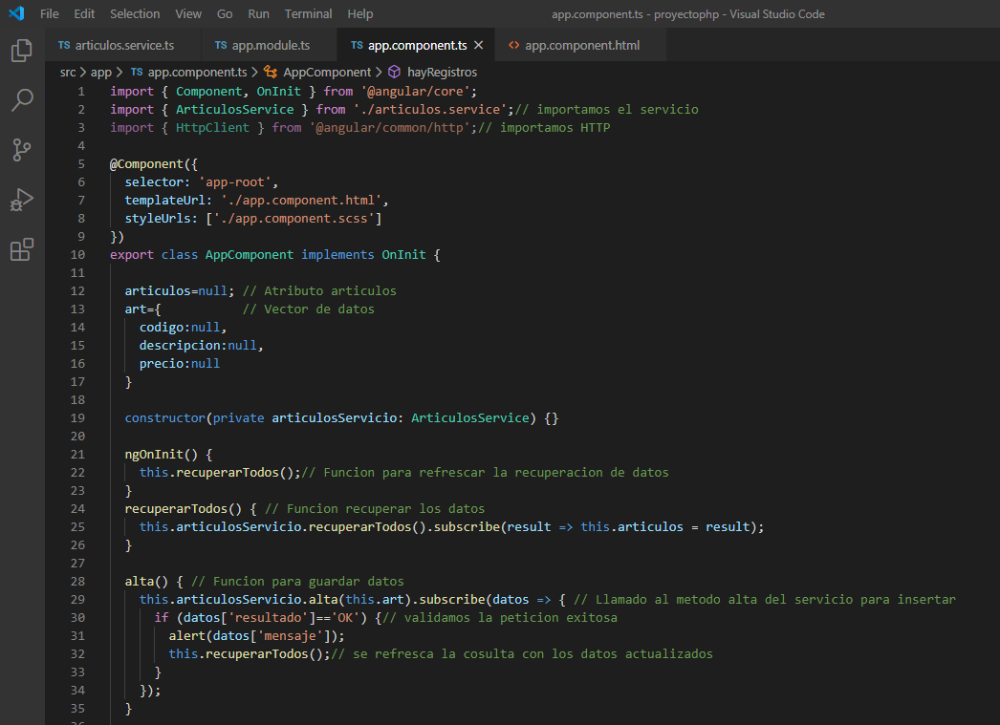 File Edit Selection View Go Run Terminal Help app.component.ts - proyectophp - Visual Studio Code
TS articulos.service.ts TS app.module.ts TS app.component.ts <> app.component.html
src > app > TS app.component.ts > AppComponent > hayRegistros
1 import { Component, OnInit } from '@angular/core';
2 import { ArticulosService } from './articulos.service';// importamos el servicio
3 import { HttpClient } from '@angular/common/http';// importamos HTTP
4
5 @Component({
6 selector: 'app-root',
7 templateUrl: './app.component.html',
8 styleUrls: ['./app.component.scss']
9 })
10 export class AppComponent implements OnInit {
11
12 articulos=null; // Atributo articulos
13 art={ // Vector de datos
14 codigo:null,
15 descripcion:null,
16 precio:null
17 }
18
19 constructor(private articulosServicio: ArticulosService) {}
20
21 ngOnInit() {
22 this.recuperarTodos();// Funcion para refrescar la recuperacion de datos
23 }
24 recuperarTodos() { // Funcion recuperar los datos
25 this.articulosServicio.recuperarTodos().subscribe(result => this.articulos = result);
26 }
27
28 alta() { // Funcion para guardar datos
29 this.articulosServicio.alta(this.art).subscribe(datos => { // Llamado al metodo alta del servicio para insertar
30 if (datos['resultado']=='OK') {// validamos la peticion exitosa
31 alert(datos['mensaje']);
32 this.recuperarTodos();// se refresca la cosulta con los datos actualizados
33 }
34 });
35 }